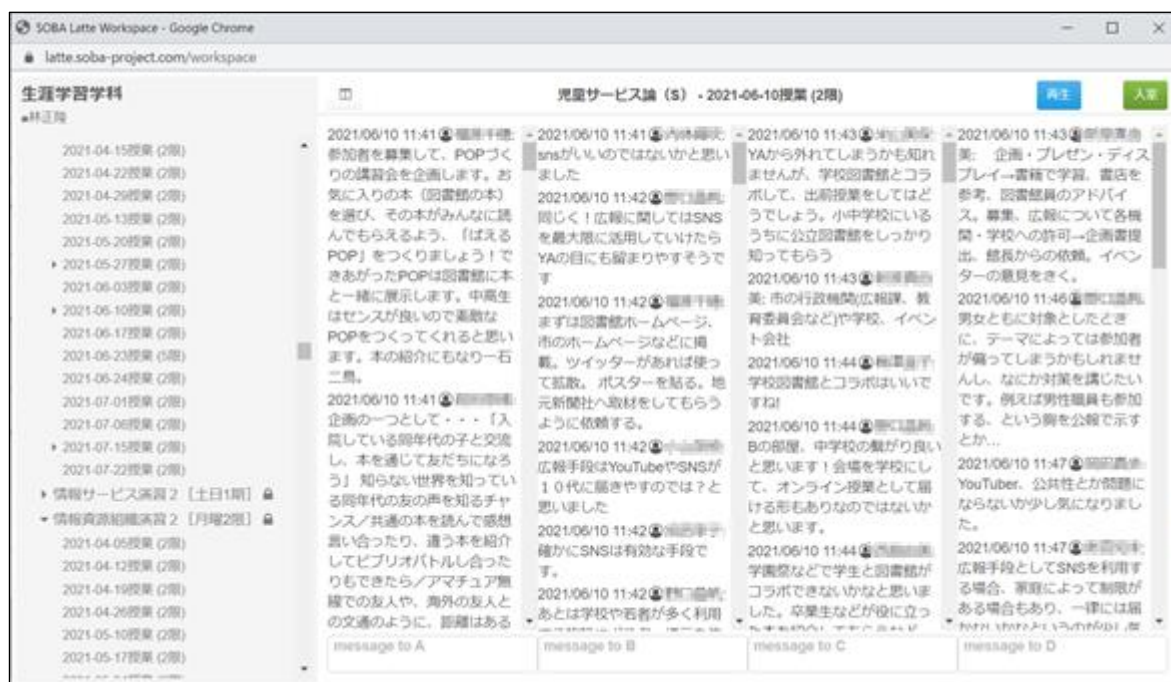 SOBA Latte Workspace - Google Chrome
latte.soba-project.com/workspace
生涯学習学科
林正隆
2021-04-15授業 (2限)
2021-04-22授業 (2限)
2021-04-29授業 (2限)
2021-05-13授業 (2限)
2021-05-20授業 (2限)
2021-05-27授業 (2限)
2021-06-03授業 (2限)
2021-06-10授業 (2限)
2021-06-17授業 (2限)
2021-06-23授業 (5限)
2021-06-24授業 (2限)
2021-07-01授業 (2限)
2021-07-08授業 (2限)
2021-07-15授業 (2限)
2021-07-22授業 (2限)
情報サービス演習2［土日1期］
情報資源組織演習2［月曜2限］
2021-04-05授業 (2限)
2021-04-12授業 (2限)
2021-04-19授業 (2限)
2021-04-26授業 (2限)
2021-05-10授業 (2限)
2021-05-17授業 (2限)
児童サービス論（S） - 2021-06-10授業 (2限)
再生
入室
2021/06/10 11:41
参加者を募集して、POPづく
りの講習会を企画します。お
気に入りの本（図書館の本）
を選び、その本がみんなに読
んでもらえるよう、「ばえる
POP」をつくりましょう！で
きあがったPOPは図書館に本
と一緒に展示します。中高生
はセンスが良いので素敵な
POPをつくってくれると思い
ます。本の紹介にもなり一石
二鳥。
2021/06/10 11:41
企画の一つとして・・・「入
院している同年代の子と交流
し、本を通じて友だちになろ
う」 知らない世界を知ってい
る同年代の友の声を知るチャ
ンス／共通の本を読んで感想
言い合ったり、違う本を紹介
してビブリオバトルし合った
りもできたら／アマチュア無
線での友人や、海外の友人と
の文通のように、距離はある
message to A
2021/06/10 11:41
snsがいいのではないかと思い
ました
2021/06/10 11:42
同じく！広報に関してはSNS
を最大限に活用していけたら
YAの目にも留まりやすそうで
す
2021/06/10 11:42
まずは図書館ホームページ、
市のホームページなどに掲
載。ツイッターがあれば使っ
て拡散。 ポスターを貼る。地
元新聞社へ取材をしてもらう
ように依頼する。
2021/06/10 11:42
広報手段はYouTubeやSNSが
１０代に届きやすのでは？と
思いました
2021/06/10 11:42
確かにSNSは有効な手段で
す。
2021/06/10 11:42
あとは学校や若者が多く利用
message to B
2021/06/10 11:43
YAから外れてしまうかも知れ
ませんが、学校図書館とコラ
ボして、出前授業をしてはど
うでしょう。小中学校にいる
うちに公立図書館をしっかり
知ってもらう
2021/06/10 11:43
美: 市の行政機関(広報課、教
育委員会など)や学校、イベン
ト会社
2021/06/10 11:44
学校図書館とコラボはいいで
すね!
2021/06/10 11:44
Bの部屋、中学校の繋がり良い
と思います！会場を学校にし
て、オンライン授業として届
ける形もありなのではないか
と思います。
2021/06/10 11:44
学園祭などで学生と図書館が
コラボできないかなと思いま
した。卒業生などが役に立っ
message to C
2021/06/10 11:43
美: 企画・プレゼン・ディス
プレイ→書籍で学習、書店を
参考、図書館員のアドバイ
ス。募集、広報について各機
関・学校への許可→企画書提
出、館長からの依頼。イベン
ターの意見をきく。
2021/06/10 11:46
男女ともに対象としたとき
に、テーマによっては参加者
が偏ってしまうかもしれませ
んし、なにか対策を講じたい
です。例えば男性職員も参加
する、という胸を公報で示す
とか...
2021/06/10 11:47
YouTuber、公共性とか問題に
ならないか少し気になりまし
た。
2021/06/10 11:47
広報手段としてSNSを利用す
る場合、家庭によって制限が
ある場合もあり、一律には届
かないかなというのが少し気
message to D